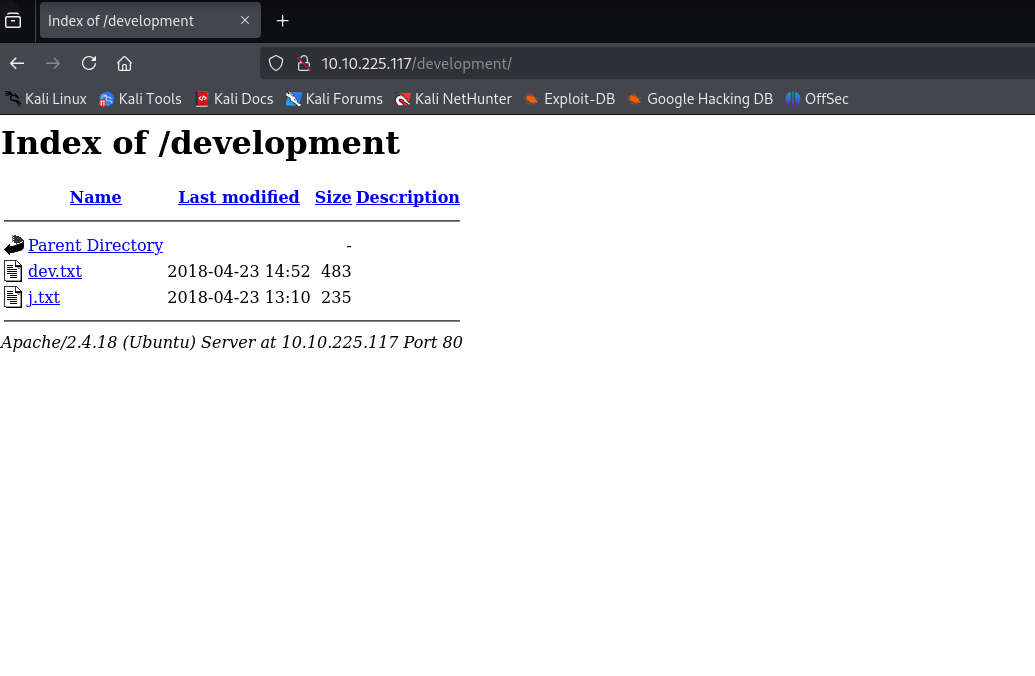 Index of /development
10.10.225.117/development/
Kali Linux Kali Tools Kali Docs Kali Forums Kali NetHunter Exploit-DB Google Hacking DB OffSec
Index of /development
Name Last modified Size Description
Parent Directory -
dev.txt 2018-04-23 14:52 483
j.txt 2018-04-23 13:10 235
Apache/2.4.18 (Ubuntu) Server at 10.10.225.117 Port 80